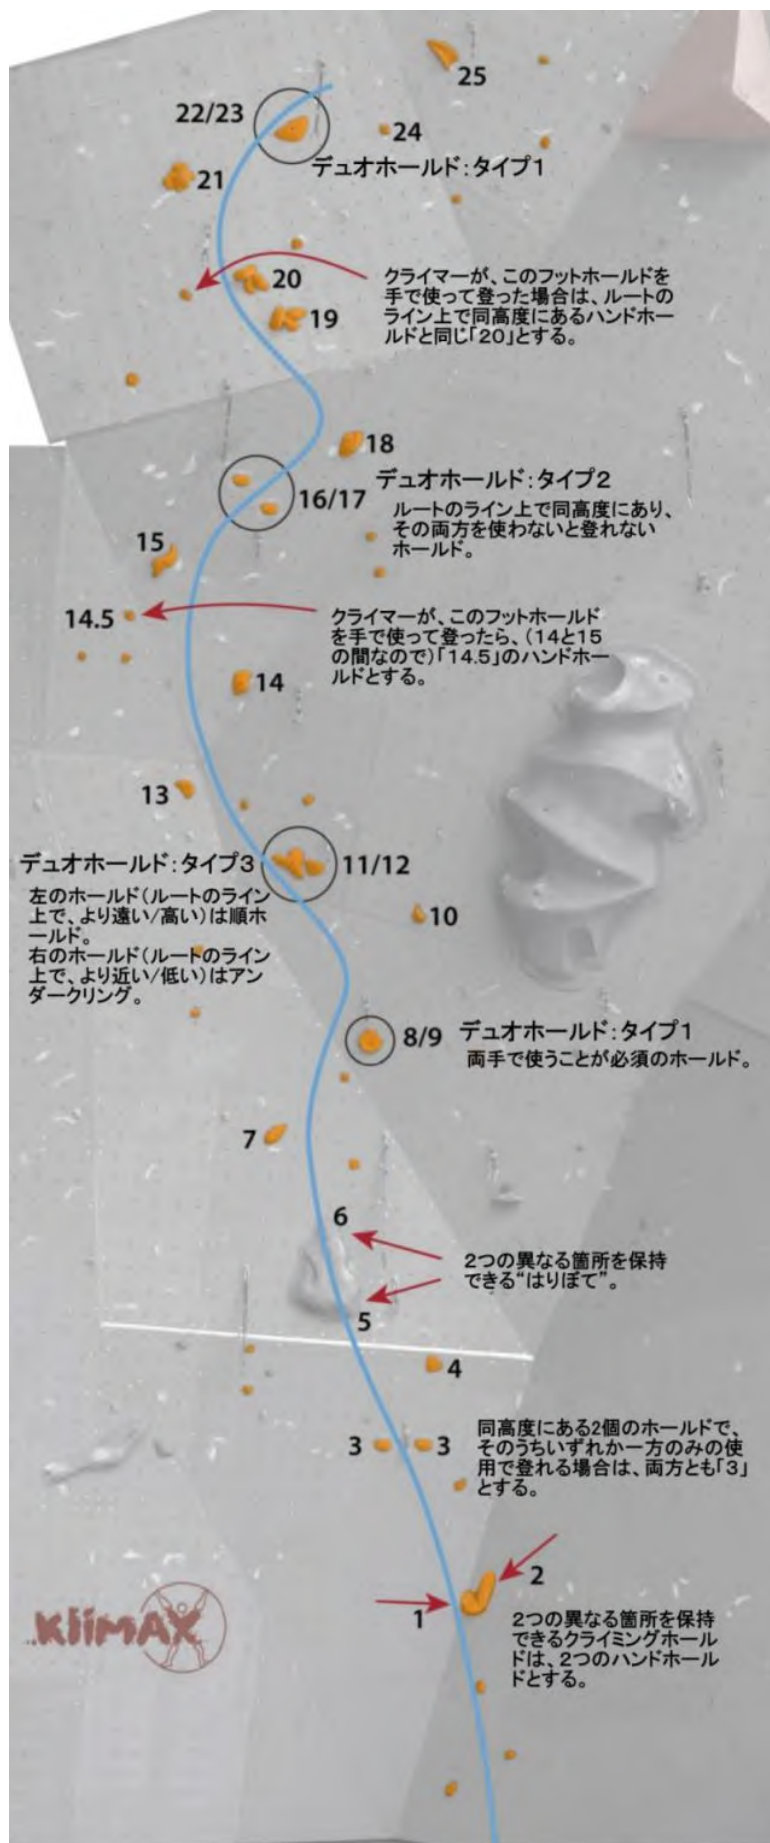 25
22/23
24
デュオホールド：タイプ1
21
20
19
クライマーが、このフットホールドを
手で使って登った場合は、ルートの
ライン上で同高度にあるハンドホー
ルドと同じ「20」とする。
18
デュオホールド：タイプ2
16/17
ルートのライン上で同高度にあり、
その両方を使わないと登れない
ホールド。
15
14.5
クライマーが、このフットホールド
を手で使って登ったら、(14と15
の間なので)「14.5」のハンドホー
ルドとする。
14
13
デュオホールド：タイプ3
11/12
左のホールド(ルートのライン
上で、より遠い/高い)は順ホ
ールド。
右のホールド(ルートのライン
上で、より近い/低い)はアン
ダークリング。
10
8/9
デュオホールド：タイプ1
両手で使うことが必須のホールド。
7
6
2つの異なる箇所を保持
できる“はりぼて”。
5
4
3
3
同高度にある2個のホールドで、
そのうちいずれか一方のみの使
用で登れる場合は、両方とも「3」
とする。
2
1
2つの異なる箇所を保持
できるクライミングホール
ドは、2つのハンドホール
ドとする。
KliMAX